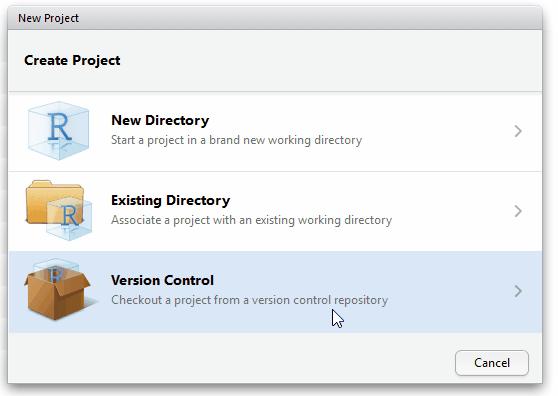 New Project
Create Project
R
New Directory
Start a project in a brand new working directory
R
Existing Directory
Associate a project with an existing working directory
R
Version Control
Checkout a project from a version control repository
Cancel